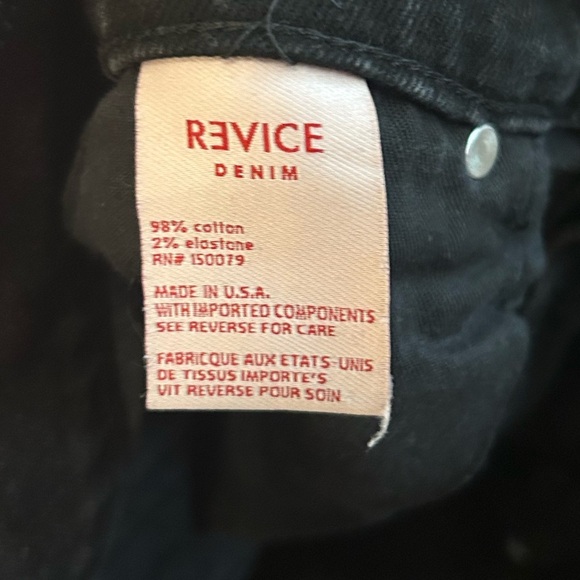 RƎVICE
DENIM
98% cotton
2% elastane
RN# 150079
MADE IN U.S.A.
WITH IMPORTED COMPONENTS
SEE REVERSE FOR CARE
FABRICQUE AUX ETATS-UNIS
DE TISSUS IMPORTE'S
VIT REVERSE POUR SOIN